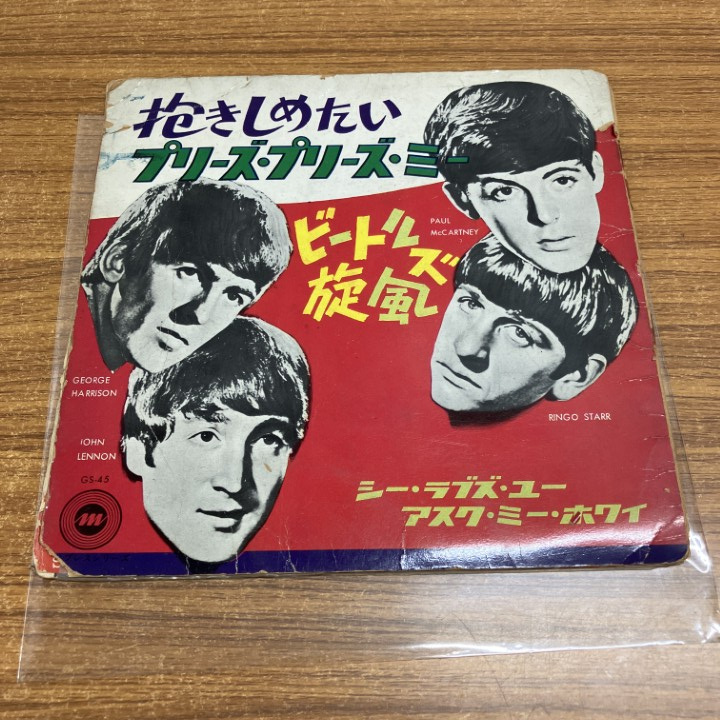 抱きしめたい
プリーズ・プリーズ・ミー
ビートルズ
旋風
PAUL
McCARTNEY
GEORGE
HARRISON
RINGO STARR
JOHN
LENNON
GS-45
m
シー・ラブズ・ユー
アスク・ミー・ホワイ